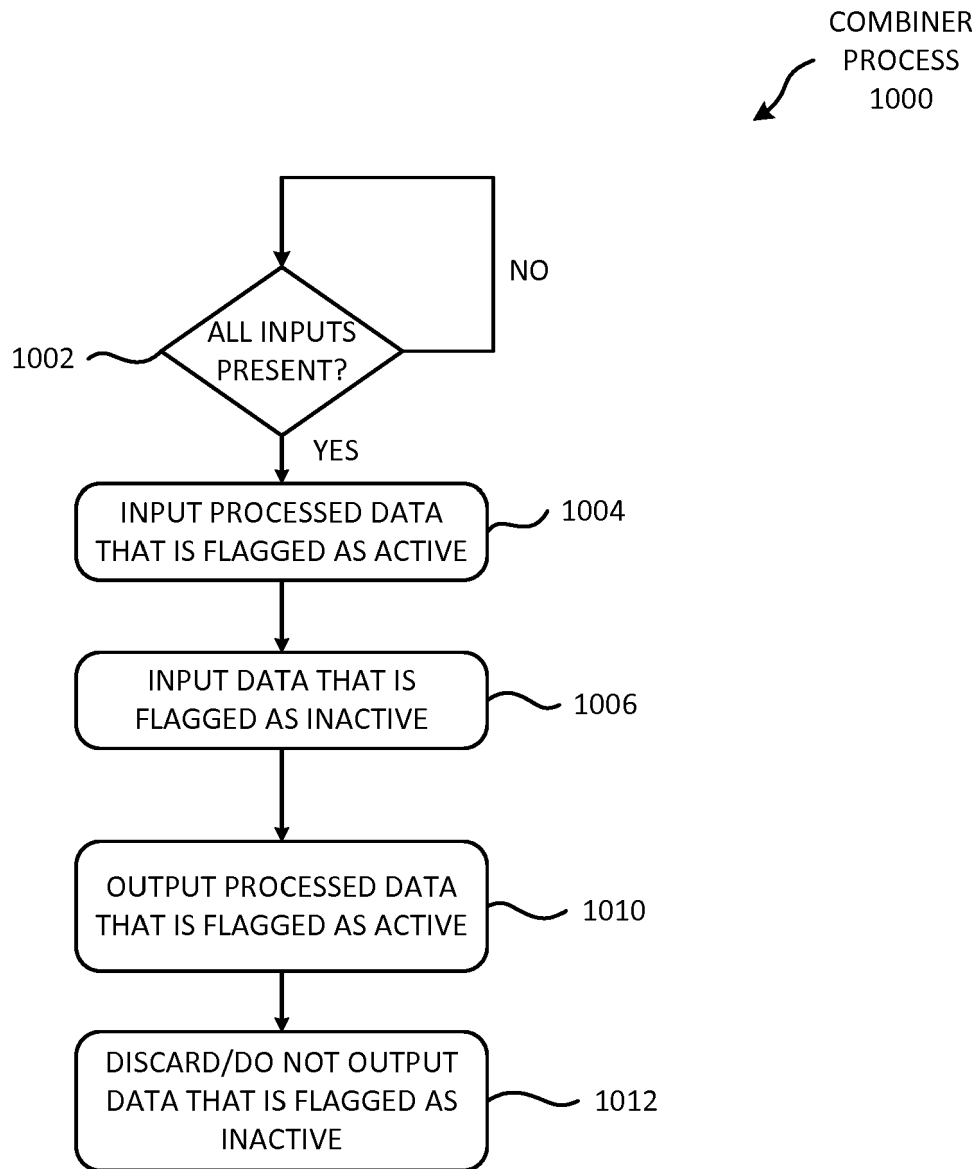 COMBINER
PROCESS
1000
NO
ALL INPUTS
PRESENT?
1002
YES
INPUT PROCESSED DATA
THAT IS FLAGGED AS ACTIVE
1004
INPUT DATA THAT IS
FLAGGED AS INACTIVE
1006
OUTPUT PROCESSED DATA
THAT IS FLAGGED AS ACTIVE
1010
DISCARD/DO NOT OUTPUT
DATA THAT IS FLAGGED AS
INACTIVE
1012